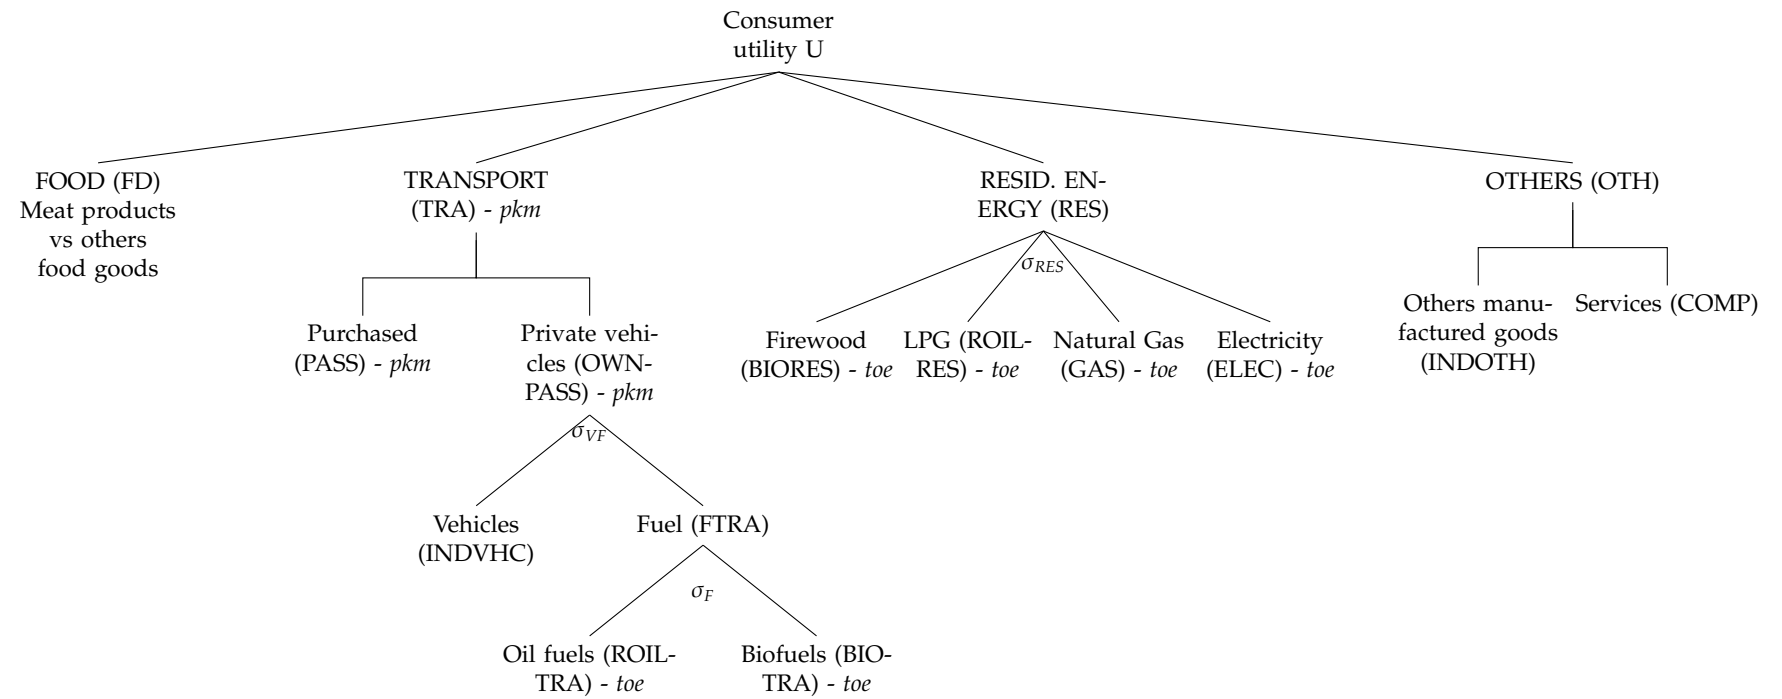 Consumer
utility U
FOOD (FD)
Meat products
vs others
food goods
TRANSPORT
(TRA) - pkm
RESID. EN-
ERGY (RES)
OTHERS (OTH)
σRES
Purchased
(PASS) - pkm
Private vehi-
cles (OWN-
PASS) - pkm
Firewood
(BIORES) - toe
LPG (ROIL-
RES) - toe
Natural Gas
(GAS) - toe
Electricity
(ELEC) - toe
Others manu-
factured goods
(INDOTH)
Services (COMP)
σVF
Vehicles
(INDVHC)
Fuel (FTRA)
σF
Oil fuels (ROIL-
TRA) - toe
Biofuels (BIO-
TRA) - toe